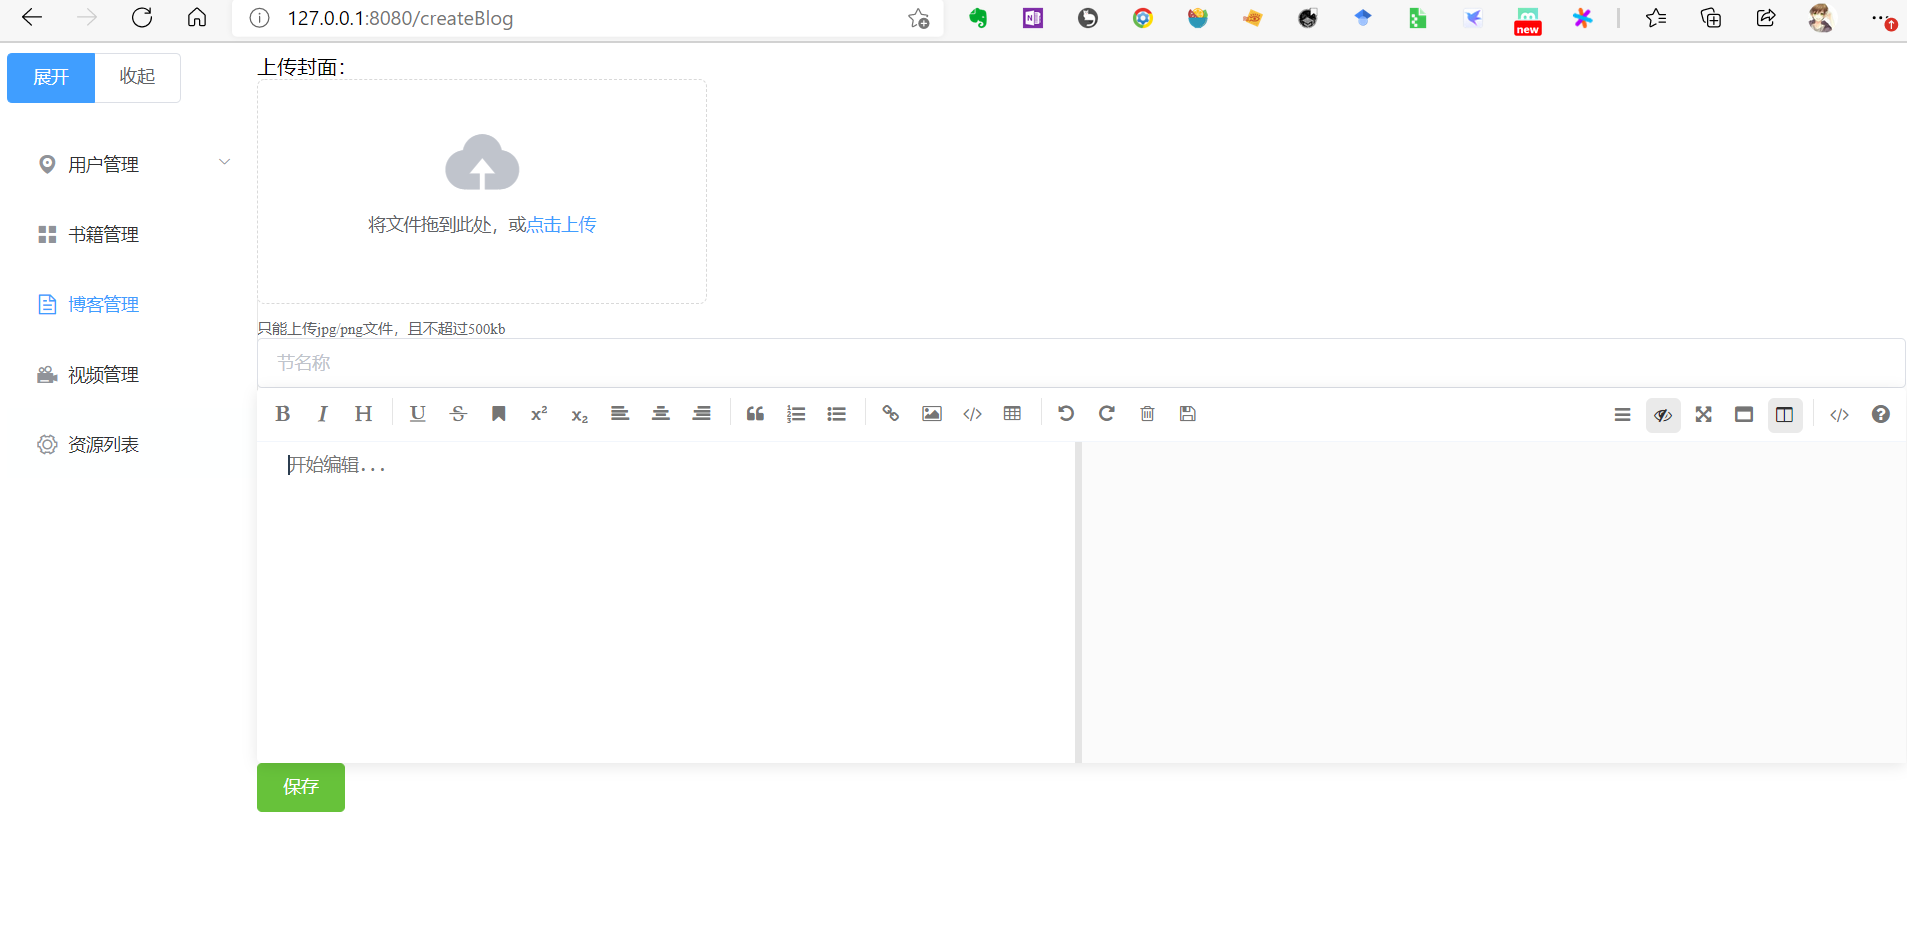 127.0.0.1:8080/createBlog
new
展开 收起
用户管理
书籍管理
博客管理
视频管理
资源列表
上传封面：
将文件拖到此处，或点击上传
只能上传jpg/png文件，且不超过500kb
节名称
B I H U S x² x₂
开始编辑...
保存